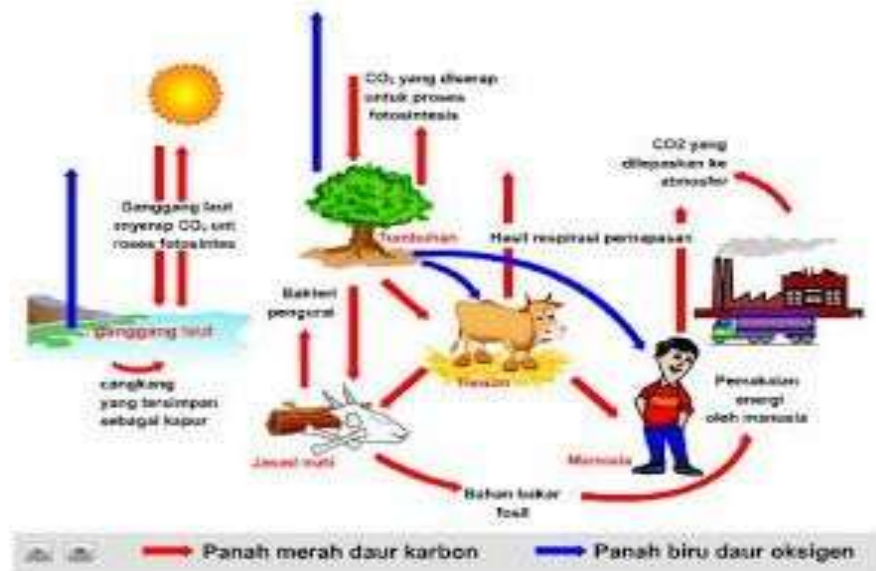 CO₂ yang diserap
untuk proses
fotosintesis
CO2 yang
dilepaskan ke
atmosfer
Ganggang laut
enyerap CO₂ unt
roses fotosintes
Tumbuhan
Hasil respirasi pernapasan
Bakteri
pengurai
ganggang laut
cangkang
yang tersimpan
sebagai kapur
Hewan
Pemakaian
energi
oleh manusia
Jasad mati
Manusia
Bahan bakar
fosil
Panah merah daur karbon
Panah biru daur oksigen